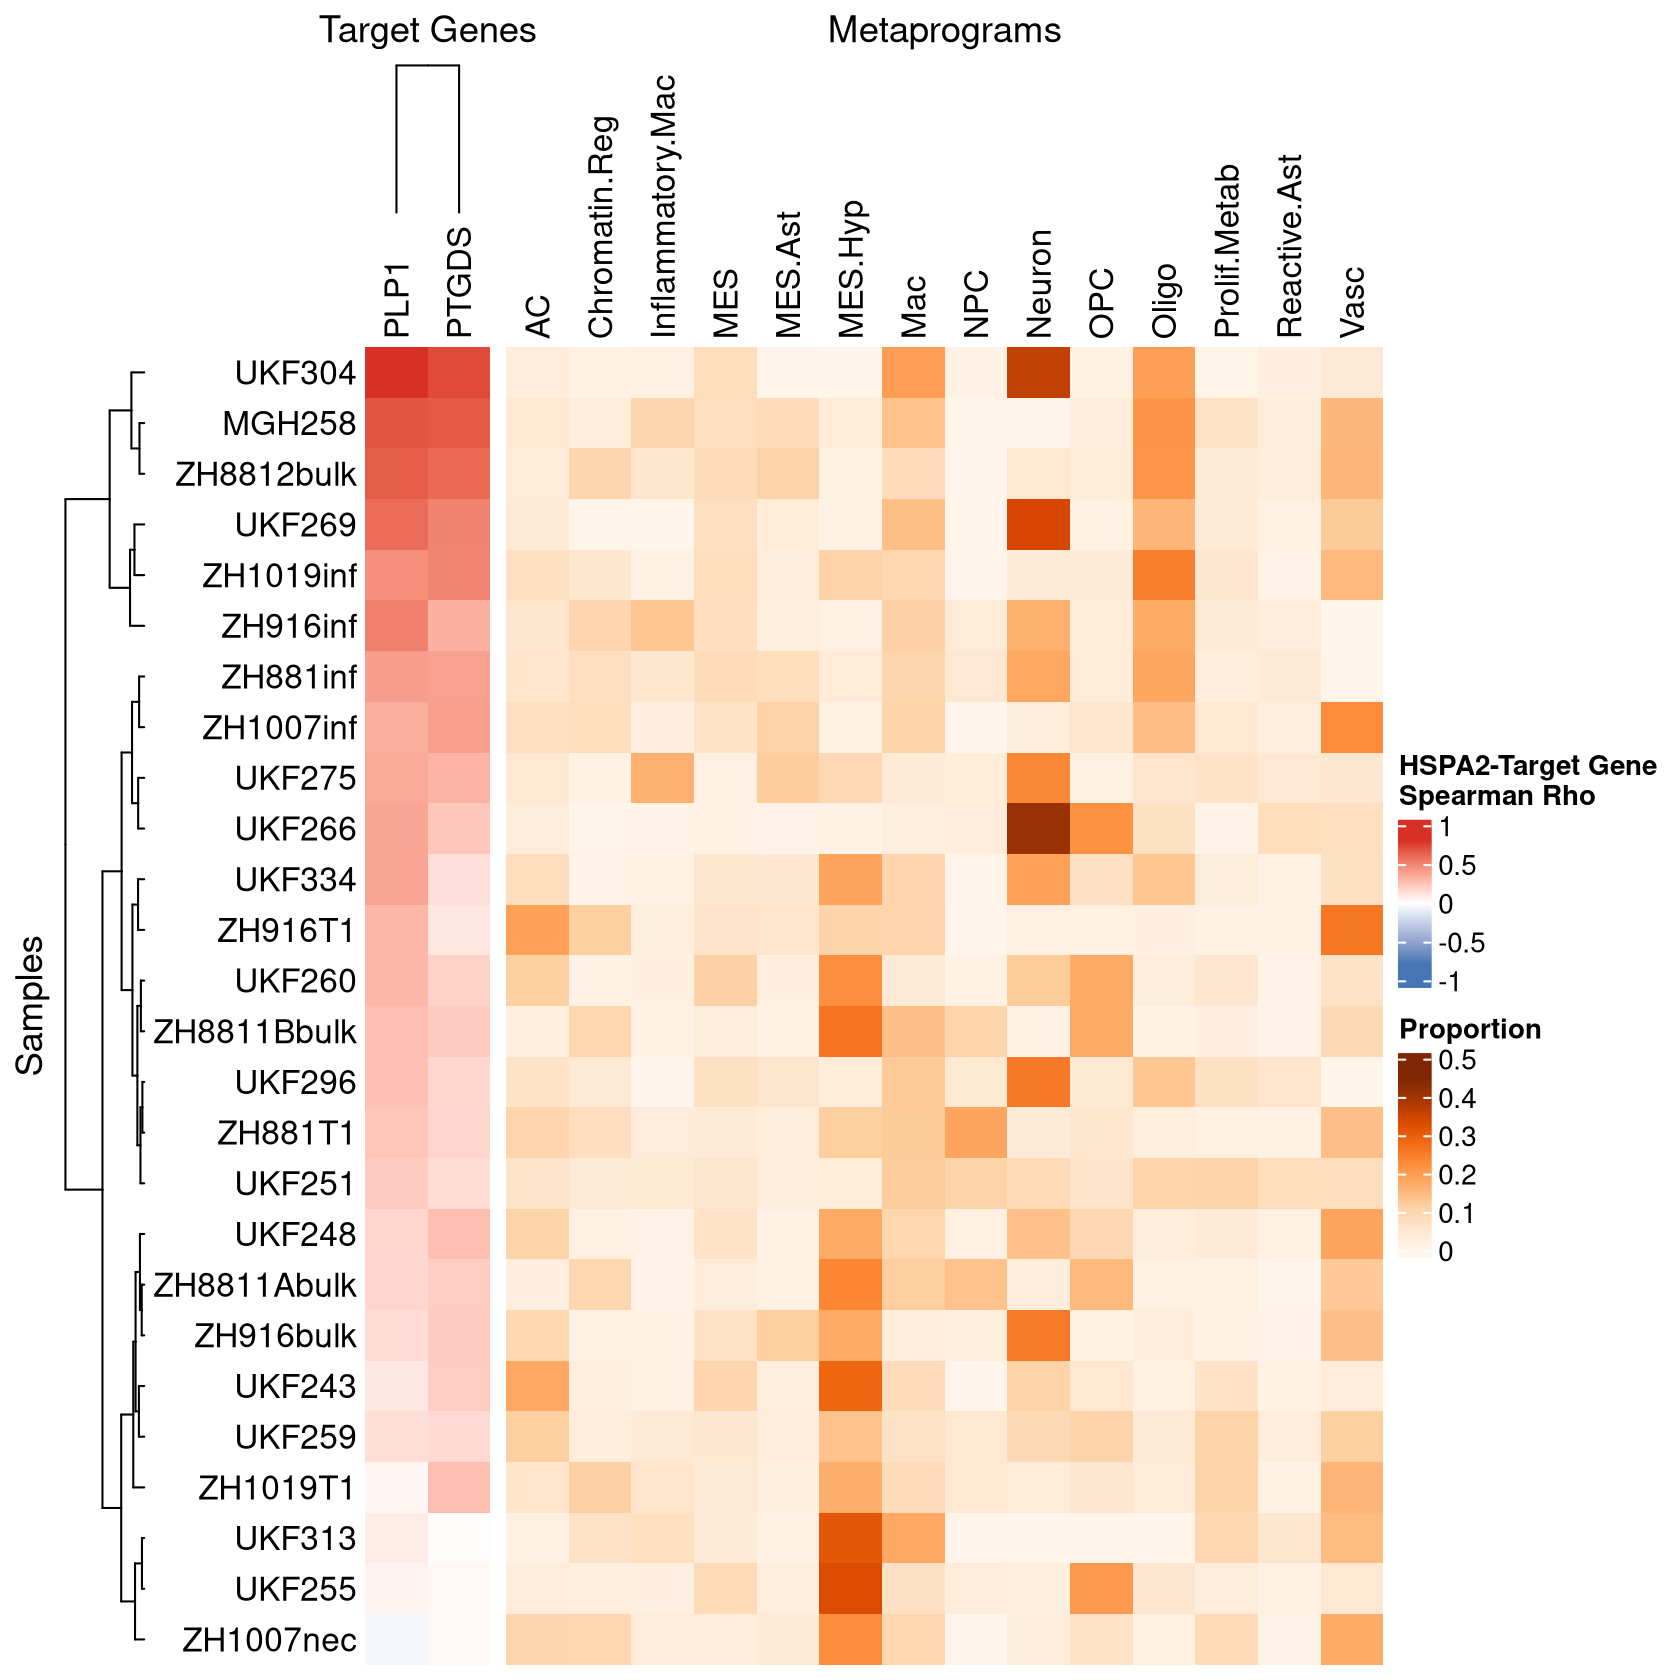 Target Genes
Metaprograms
PLP1
PTGDS
AC
Chromatin.Reg
Inflammatory.Mac
MES
MES.Ast
MES.Hyp
Mac
NPC
Neuron
OPC
Oligo
Prolif.Metab
Reactive.Ast
Vasc
Samples
UKF304
MGH258
ZH8812bulk
UKF269
ZH1019inf
ZH916inf
ZH881inf
ZH1007inf
UKF275
UKF266
UKF334
ZH916T1
UKF260
ZH8811Bbulk
UKF296
ZH881T1
UKF251
UKF248
ZH8811Abulk
ZH916bulk
UKF243
UKF259
ZH1019T1
UKF313
UKF255
ZH1007nec
HSPA2-Target Gene
Spearman Rho
1
0.5
0
-0.5
-1
Proportion
0.5
0.4
0.3
0.2
0.1
0